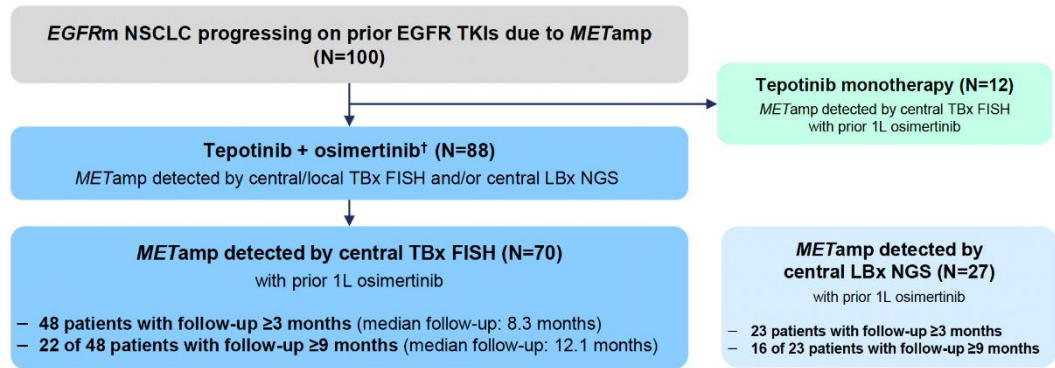 EGFRm NSCLC progressing on prior EGFR TKIs due to METamp
(N=100)
Tepotinib monotherapy (N=12)
METamp detected by central TBx FISH
with prior 1L osimertinib
Tepotinib + osimertinib† (N=88)
METamp detected by central/local TBx FISH and/or central LBx NGS
METamp detected by central TBx FISH (N=70)
with prior 1L osimertinib
– 48 patients with follow-up ≥3 months (median follow-up: 8.3 months)
– 22 of 48 patients with follow-up ≥9 months (median follow-up: 12.1 months)
METamp detected by
central LBx NGS (N=27)
with prior 1L osimertinib
– 23 patients with follow-up ≥3 months
– 16 of 23 patients with follow-up ≥9 months